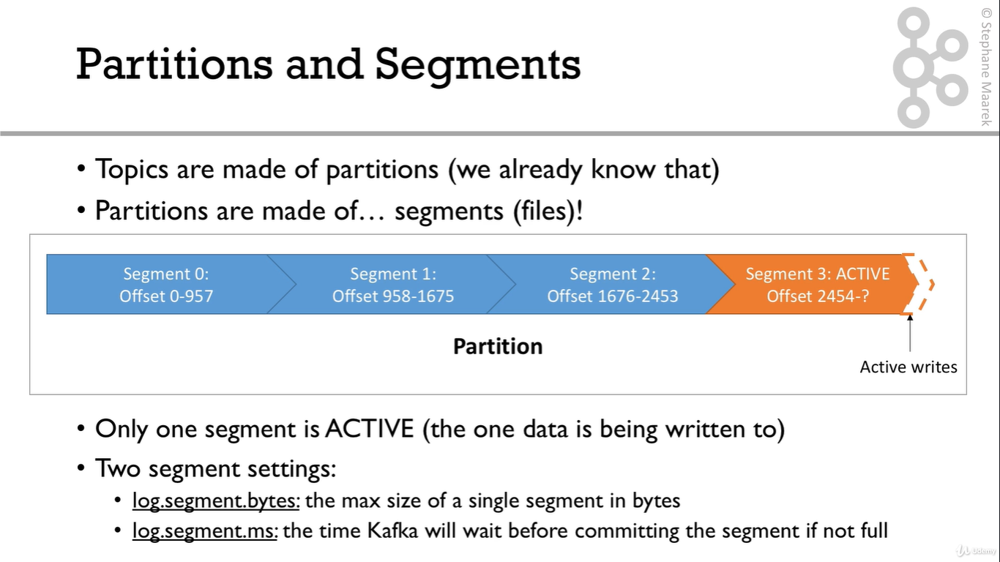 Partitions and Segments
© Stephane Maarek
• Topics are made of partitions (we already know that)
• Partitions are made of… segments (files)!
Segment 0:
Offset 0-957
Segment 1:
Offset 958-1675
Segment 2:
Offset 1676-2453
Segment 3: ACTIVE
Offset 2454-?
Partition
Active writes
• Only one segment is ACTIVE (the one data is being written to)
• Two segment settings:
• log.segment.bytes: the max size of a single segment in bytes
• log.segment.ms: the time Kafka will wait before committing the segment if not full
Udemy